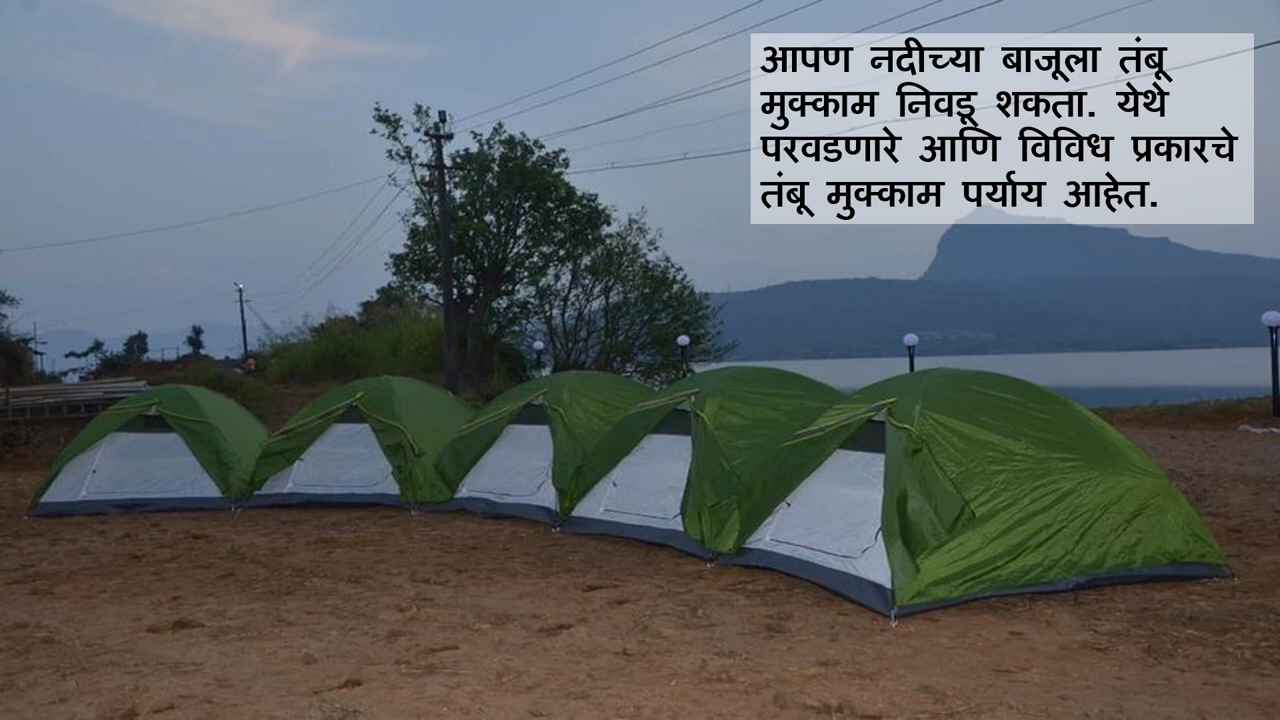 आपण नदीच्या बाजूला तंबू
मुक्काम निवडू शकता. येथे
परवडणारे आणि विविध प्रकारचे
तंबू मुक्काम पर्याय आहेत.